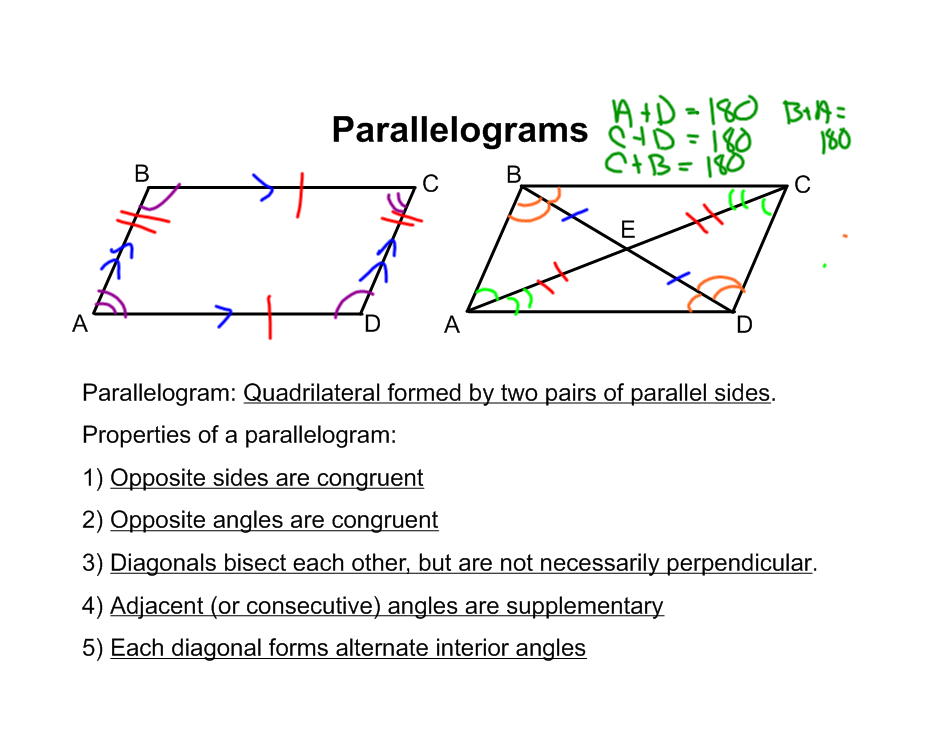 A + D = 180 B+A =
Parallelograms C + D = 180 180
C + B = 180
B C B C
E
A D A D
Parallelogram: Quadrilateral formed by two pairs of parallel sides.
Properties of a parallelogram:
1) Opposite sides are congruent
2) Opposite angles are congruent
3) Diagonals bisect each other, but are not necessarily perpendicular.
4) Adjacent (or consecutive) angles are supplementary
5) Each diagonal forms alternate interior angles